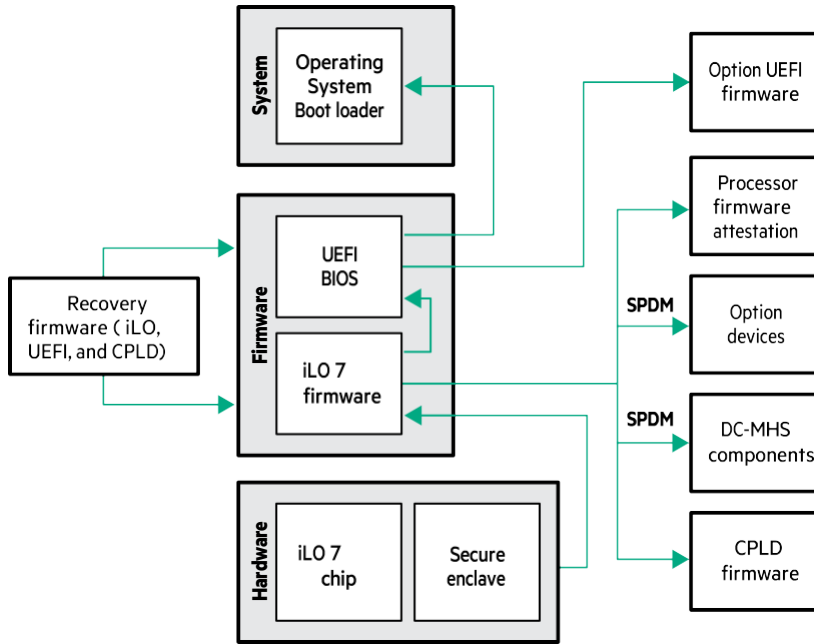 System
Operating
System
Boot loader
Option UEFI
firmware
Processor
firmware
attestation
Firmware
UEFI
BIOS
Recovery
firmware ( iLO,
UEFI, and CPLD)
SPDM
Option
devices
iLO 7
firmware
SPDM
DC-MHS
components
Hardware
iLO 7
chip
Secure
enclave
CPLD
firmware